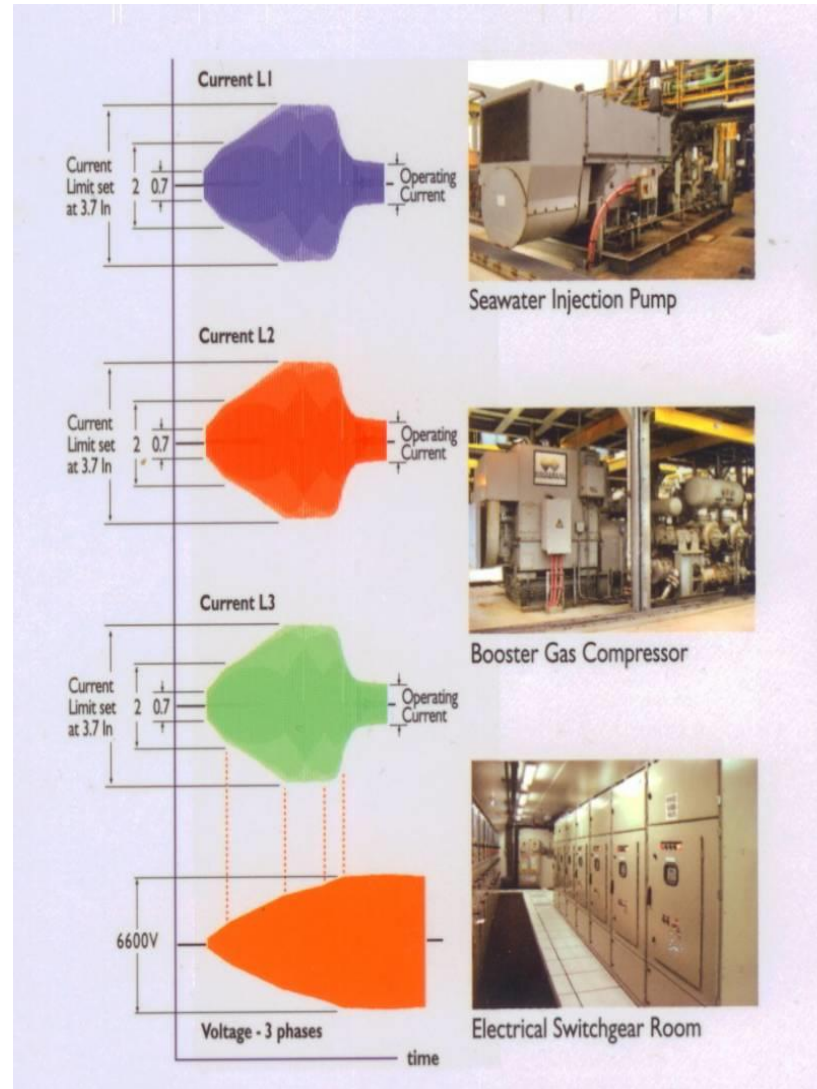 Current L1
Current
Limit set
at 3.7 In
2
0.7
Operating
Current
Seawater Injection Pump
Current L2
Current
Limit set
at 3.7 In
2
0.7
Operating
Current
Booster Gas Compressor
Current L3
Current
Limit set
at 3.7 In
2
0.7
Operating
Current
6600V
Voltage - 3 phases
time
Electrical Switchgear Room